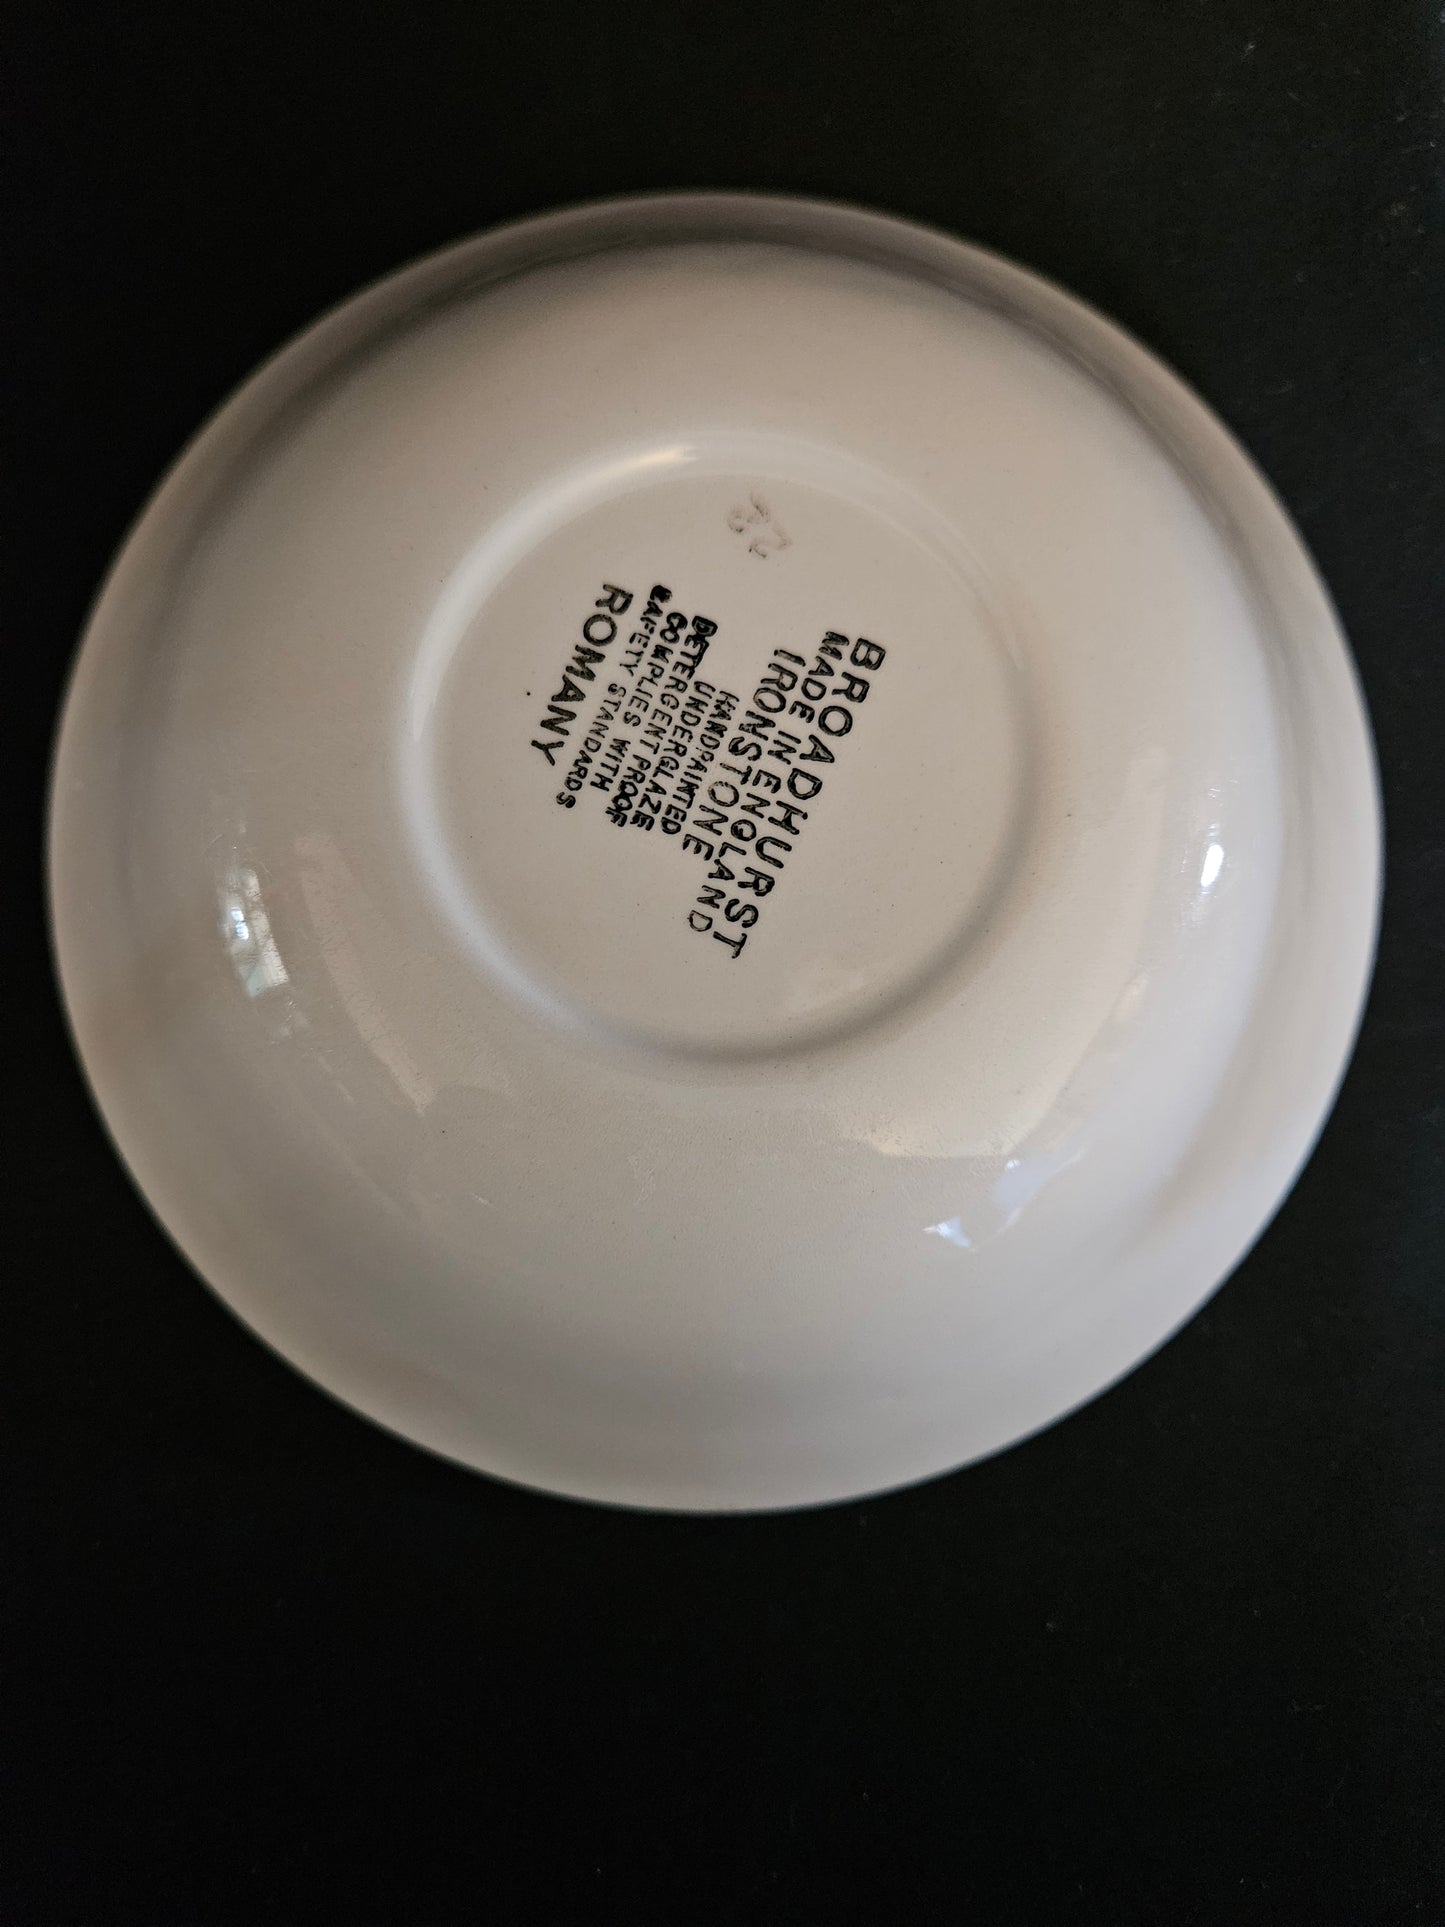 BROADHURST
MADE IN ENGLAND
IRONSTONE
HANDPAINTED
UNDERGLAZE
DETERGENT PROOF
COMPLIES WITH
SAFETY STANDARDS
ROMANY